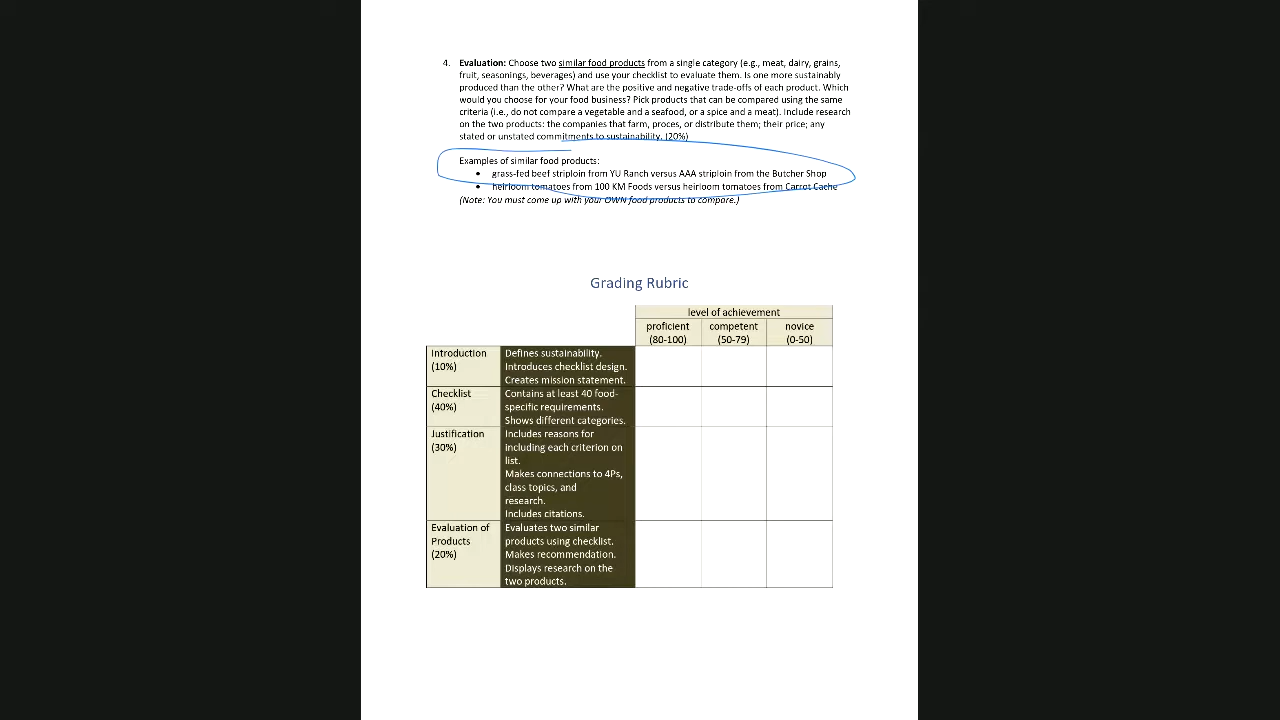 4. Evaluation: Choose two similar food products from a single category (e.g., meat, dairy, grains,
fruit, seasonings, beverages) and use your checklist to evaluate them. Is one more sustainably
produced than the other? What are the positive and negative trade-offs of each product. Which
would you choose for your food business? Pick products that can be compared using the same
criteria (i.e., do not compare a vegetable and a seafood, or a spice and a meat). Include research
on the two products: the companies that farm, proces, or distribute them; their price; any
stated or unstated commitments to sustainability. (20%)
Examples of similar food products:
• grass-fed beef striploin from YU Ranch versus AAA striploin from the Butcher Shop
• heirloom tomatoes from 100 KM Foods versus heirloom tomatoes from Carrot Cache
(Note: You must come up with your OWN food products to compare.)
Grading Rubric
level of achievement
proficient competent novice
(80-100) (50-79) (0-50)
Introduction
(10%)
Defines sustainability.
Introduces checklist design.
Creates mission statement.
Checklist
(40%)
Contains at least 40 food-
specific requirements.
Shows different categories.
Justification
(30%)
Includes reasons for
including each criterion on
list.
Makes connections to 4Ps,
class topics, and
research.
Includes citations.
Evaluation of
Products
(20%)
Evaluates two similar
products using checklist.
Makes recommendation.
Displays research on the
two products.